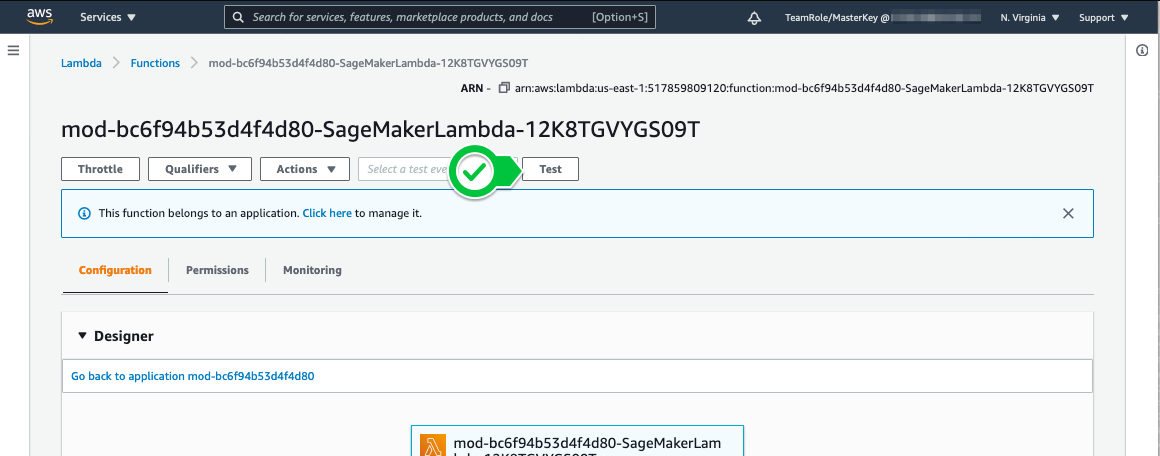 aws Services Search for services, features, marketplace products, and docs [Option+S] TeamRole/MasterKey @ N. Virginia Support
Lambda Functions mod-bc6f94b53d4f4d80-SageMakerLambda-12K8TGVYGS09T
ARN - arn:aws:lambda:us-east-1:517859809120:function:mod-bc6f94b53d4f4d80-SageMakerLambda-12K8TGVYGS09T
mod-bc6f94b53d4f4d80-SageMakerLambda-12K8TGVYGS09T
Throttle Qualifiers Actions Select a test eve Test
This function belongs to an application. Click here to manage it.
Configuration Permissions Monitoring
Designer
Go back to application mod-bc6f94b53d4f4d80
mod-bc6f94b53d4f4d80-SageMakerLam
bda-12K8TGVYGS09T